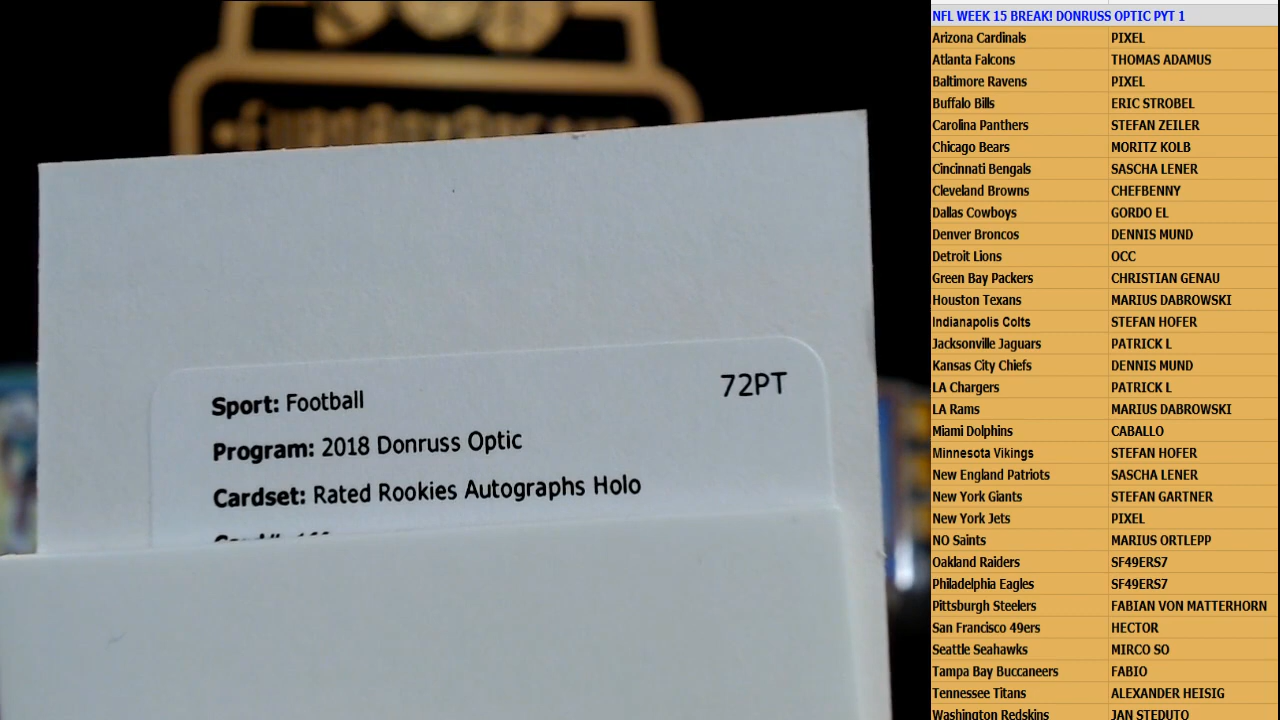 Sport: Football
72PT
Program: 2018 Donruss Optic
Cardset: Rated Rookies Autographs Holo
NFL WEEK 15 BREAK! DONRUSS OPTIC PYT 1
Arizona Cardinals PIXEL
Atlanta Falcons THOMAS ADAMUS
Baltimore Ravens PIXEL
Buffalo Bills ERIC STROBEL
Carolina Panthers STEFAN ZEILER
Chicago Bears MORITZ KOLB
Cincinnati Bengals SASCHA LENER
Cleveland Browns CHEFBENNY
Dallas Cowboys GORDO EL
Denver Broncos DENNIS MUND
Detroit Lions OCC
Green Bay Packers CHRISTIAN GENAU
Houston Texans MARIUS DABROWSKI
Indianapolis Colts STEFAN HOFER
Jacksonville Jaguars PATRICK L
Kansas City Chiefs DENNIS MUND
LA Chargers PATRICK L
LA Rams MARIUS DABROWSKI
Miami Dolphins CABALLO
Minnesota Vikings STEFAN HOFER
New England Patriots SASCHA LENER
New York Giants STEFAN GARTNER
New York Jets PIXEL
NO Saints MARIUS ORTLEPP
Oakland Raiders SF49ERS7
Philadelphia Eagles SF49ERS7
Pittsburgh Steelers FABIAN VON MATTERHORN
San Francisco 49ers HECTOR
Seattle Seahawks MIRCO SO
Tampa Bay Buccaneers FABIO
Tennessee Titans ALEXANDER HEISIG
Washington Redskins JAN STEDUTO